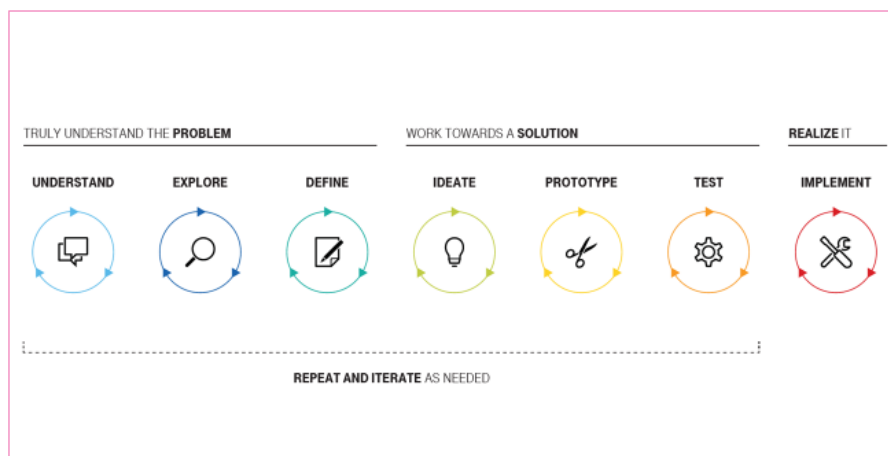 TRULY UNDERSTAND THE PROBLEM
WORK TOWARDS A SOLUTION
REALIZE IT
UNDERSTAND
EXPLORE
DEFINE
IDEATE
PROTOTYPE
TEST
IMPLEMENT
REPEAT AND ITERATE AS NEEDED